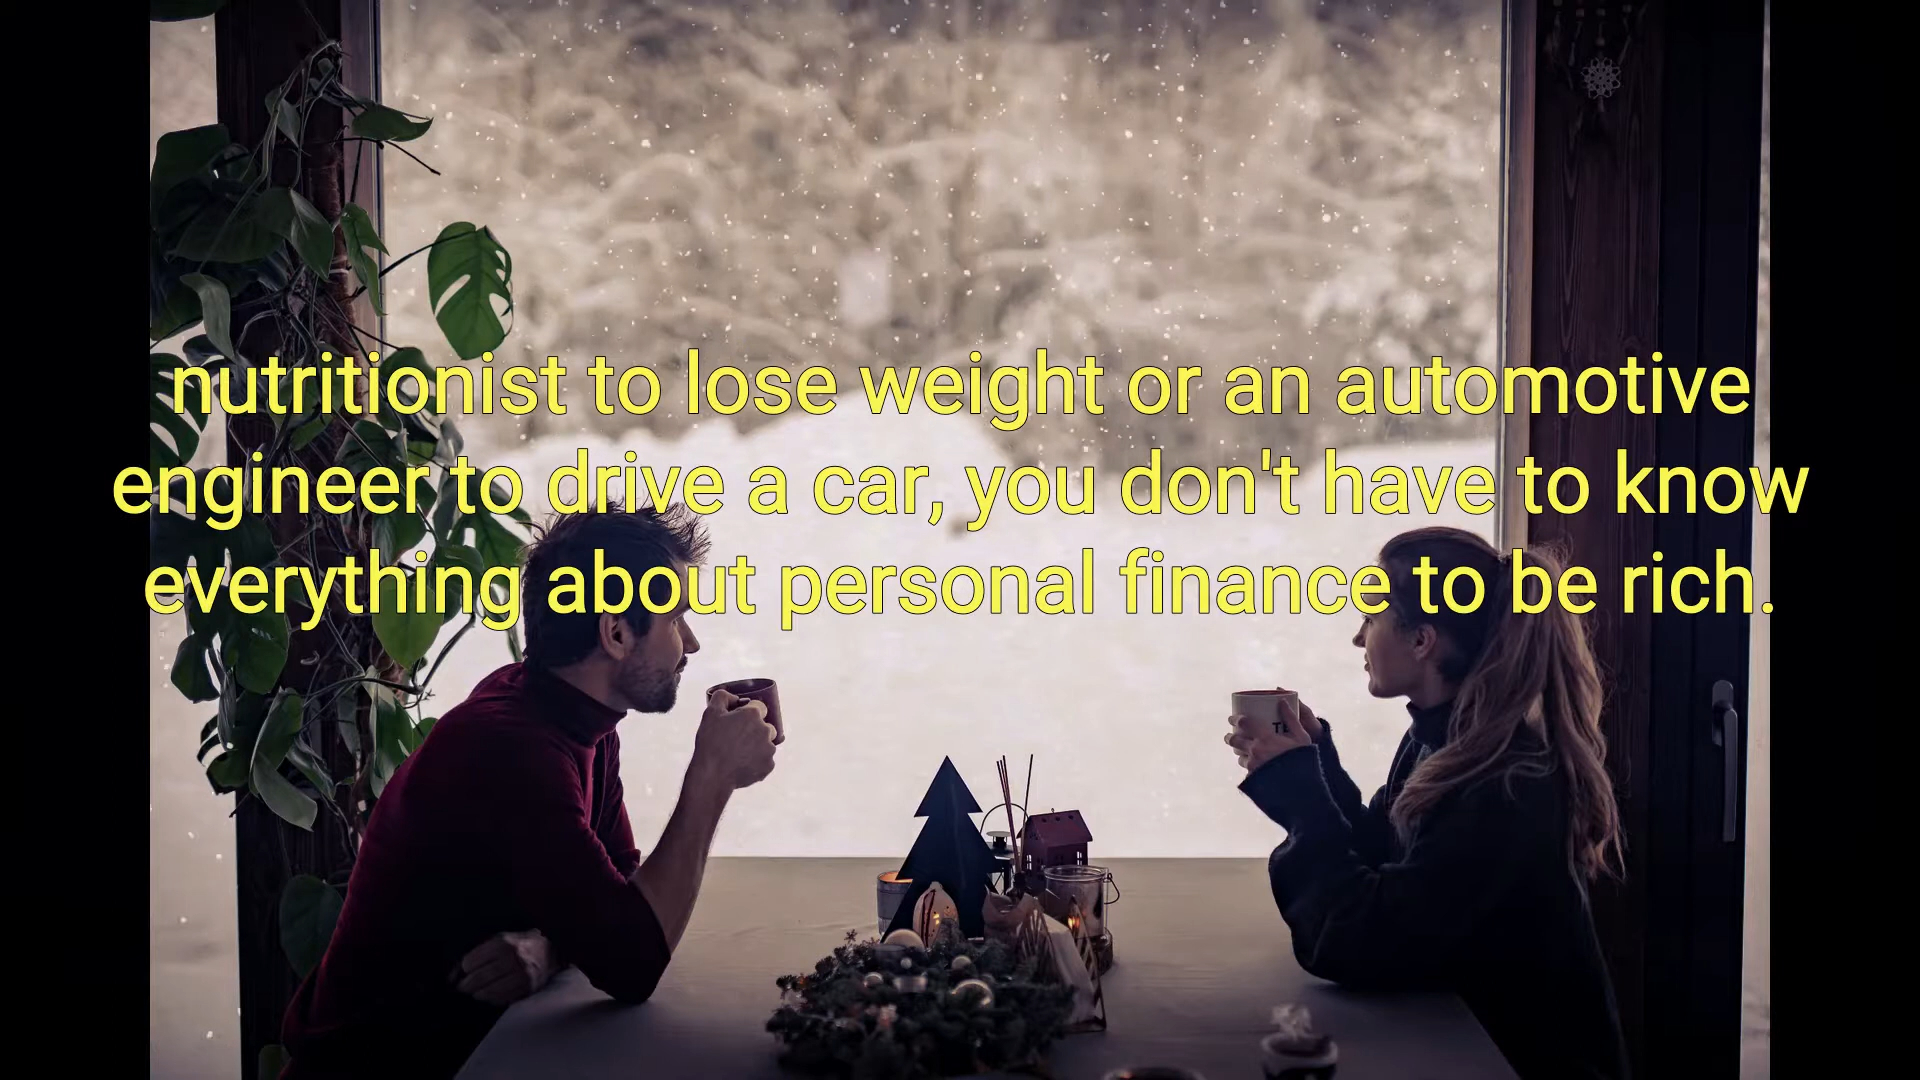 nutritionist to lose weight or an automotive
engineer to drive a car, you don't have to know
everything about personal finance to be rich.